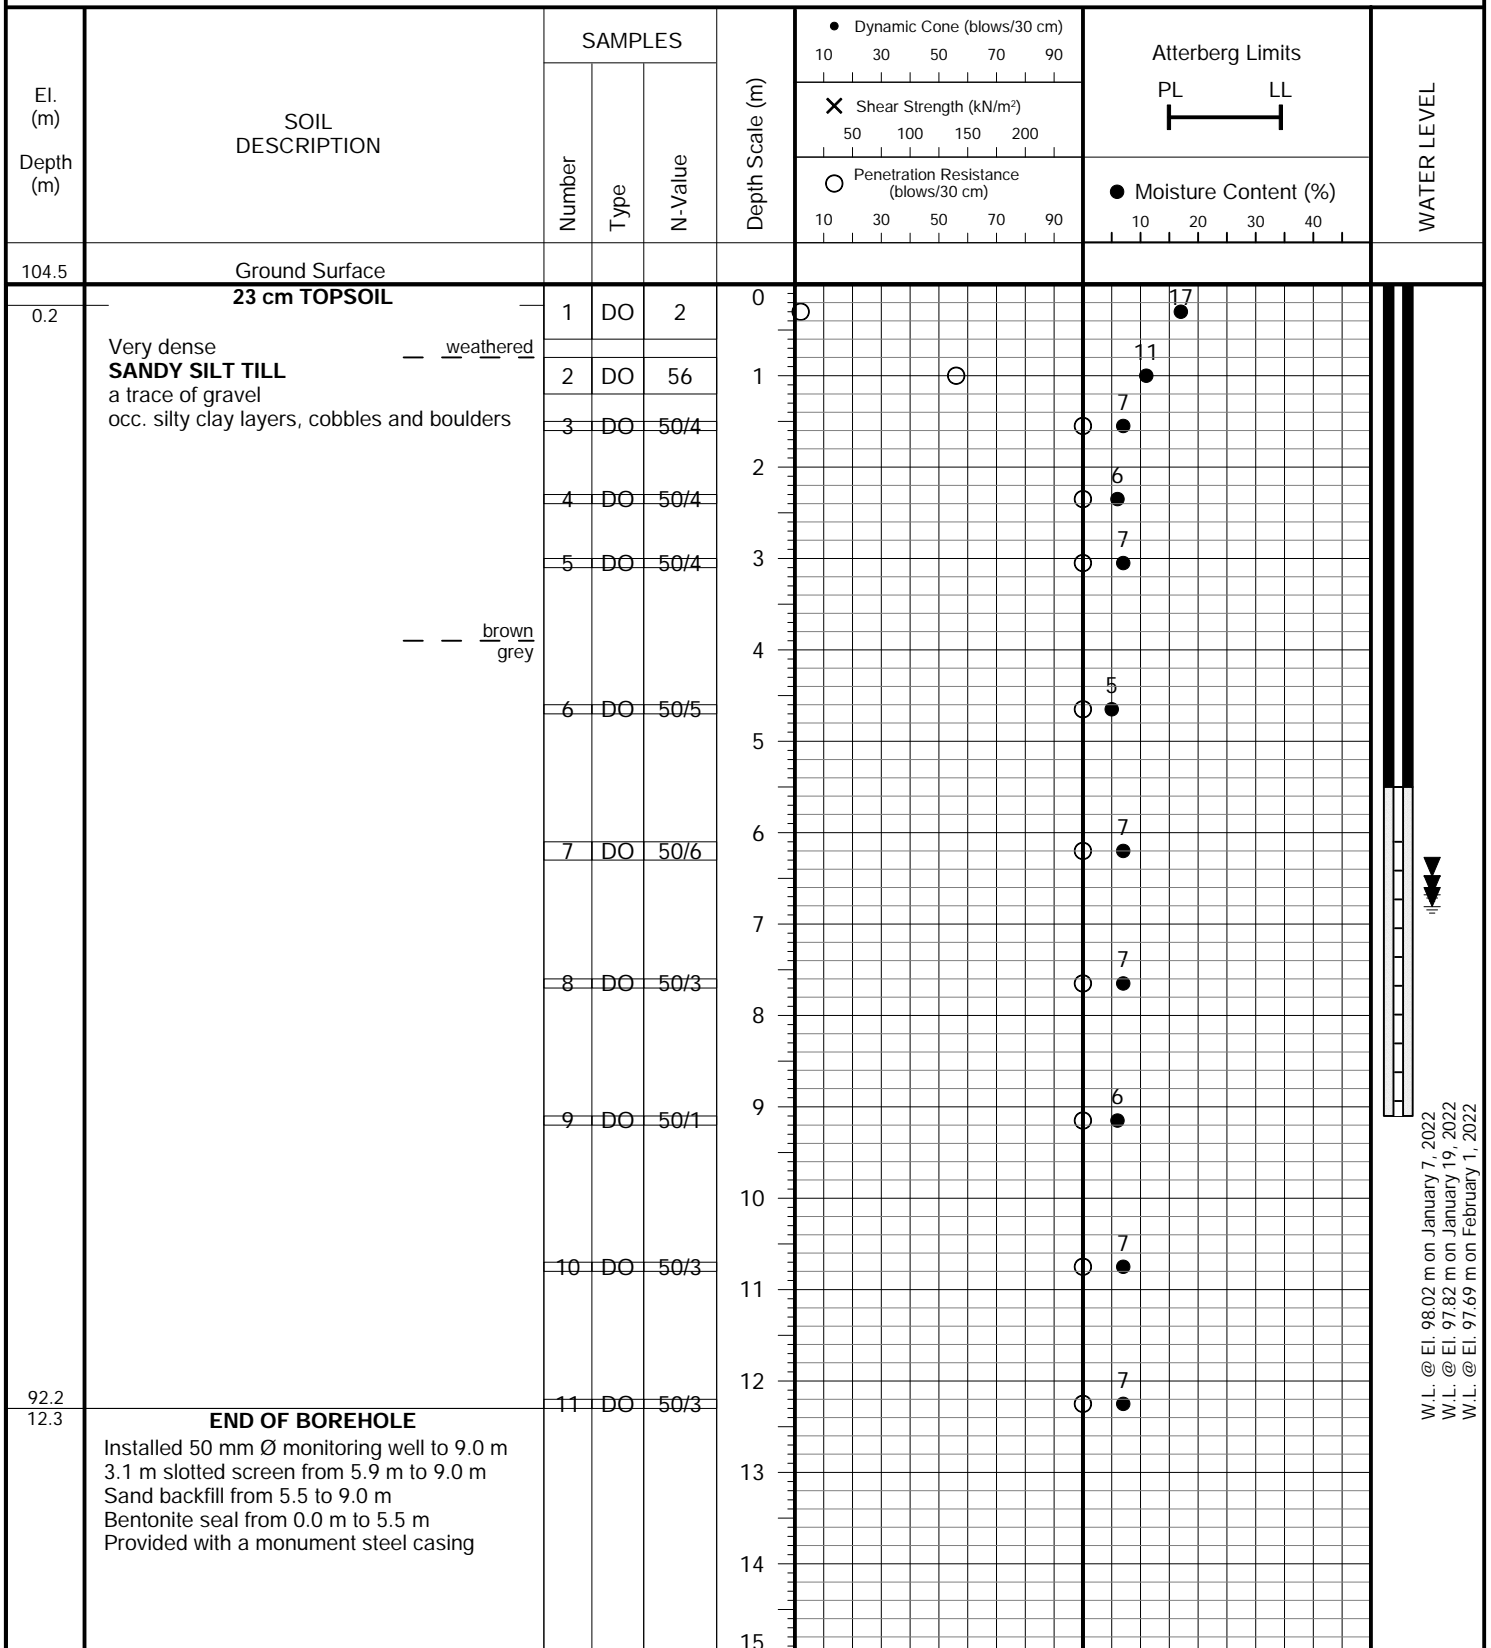 El.
(m)
Depth
(m)
SOIL
DESCRIPTION
SAMPLES
Number
Type
N-Value
Depth Scale (m)
● Dynamic Cone (blows/30 cm)
10 30 50 70 90
✕ Shear Strength (kN/m²)
50 100 150 200
○ Penetration Resistance
(blows/30 cm)
10 30 50 70 90
Atterberg Limits
PL LL
● Moisture Content (%)
10 20 30 40
WATER LEVEL
104.5 Ground Surface
23 cm TOPSOIL
0
0.2
1 DO 2
17
Very dense
weathered
SANDY SILT TILL
a trace of gravel
occ. silty clay layers, cobbles and boulders
11
2 DO 56
1
7
3 DO 50/4
2
6
4 DO 50/4
7
3
5 DO 50/4
brown
grey
4
5
6 DO 50/5
5
6
7
7 DO 50/6
7
7
8 DO 50/3
8
6
9
9 DO 50/1
10
7
10 DO 50/3
11
12
7
11 DO 50/3
92.2
12.3
END OF BOREHOLE
Installed 50 mm Ø monitoring well to 9.0 m
3.1 m slotted screen from 5.9 m to 9.0 m
Sand backfill from 5.5 to 9.0 m
Bentonite seal from 0.0 m to 5.5 m
Provided with a monument steel casing
13
14
15
W.L. @ El. 98.02 m on January 7, 2022
W.L. @ El. 97.82 m on January 19, 2022
W.L. @ El. 97.69 m on February 1, 2022